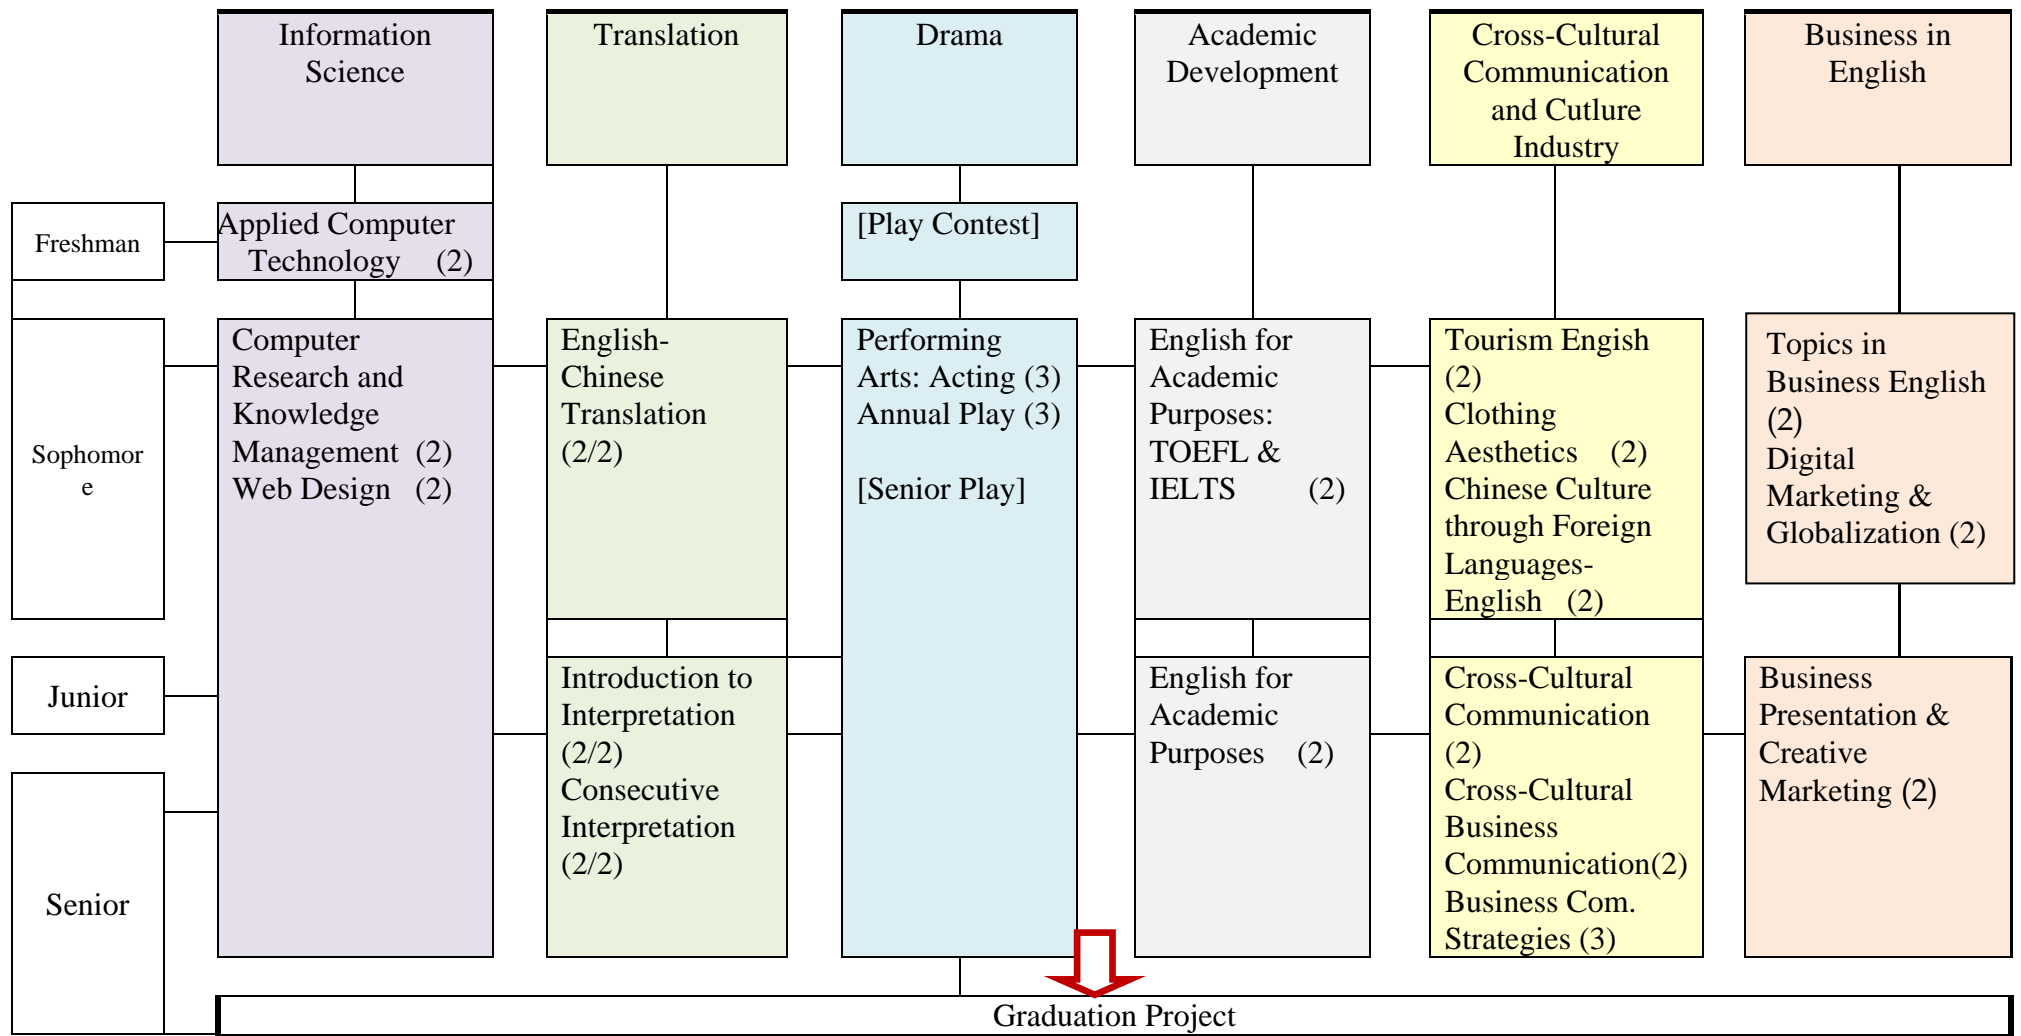 Information
Science
Translation
Drama
Academic
Development
Cross-Cultural
Communication
and Cutlure
Industry
Business in
English
Freshman
Applied Computer
Technology (2)
[Play Contest]
Sophomor
e
Computer
Research and
Knowledge
Management (2)
Web Design (2)
English-
Chinese
Translation
(2/2)
Performing
Arts: Acting (3)
Annual Play (3)
[Senior Play]
English for
Academic
Purposes:
TOEFL &
IELTS (2)
Tourism Engish
(2)
Clothing
Aesthetics (2)
Chinese Culture
through Foreign
Languages-
English (2)
Topics in
Business English
(2)
Digital
Marketing &
Globalization (2)
Junior
Introduction to
Interpretation
(2/2)
Consecutive
Interpretation
(2/2)
English for
Academic
Purposes (2)
Cross-Cultural
Communication
(2)
Cross-Cultural
Business
Communication(2)
Business Com.
Strategies (3)
Business
Presentation &
Creative
Marketing (2)
Senior
Graduation Project